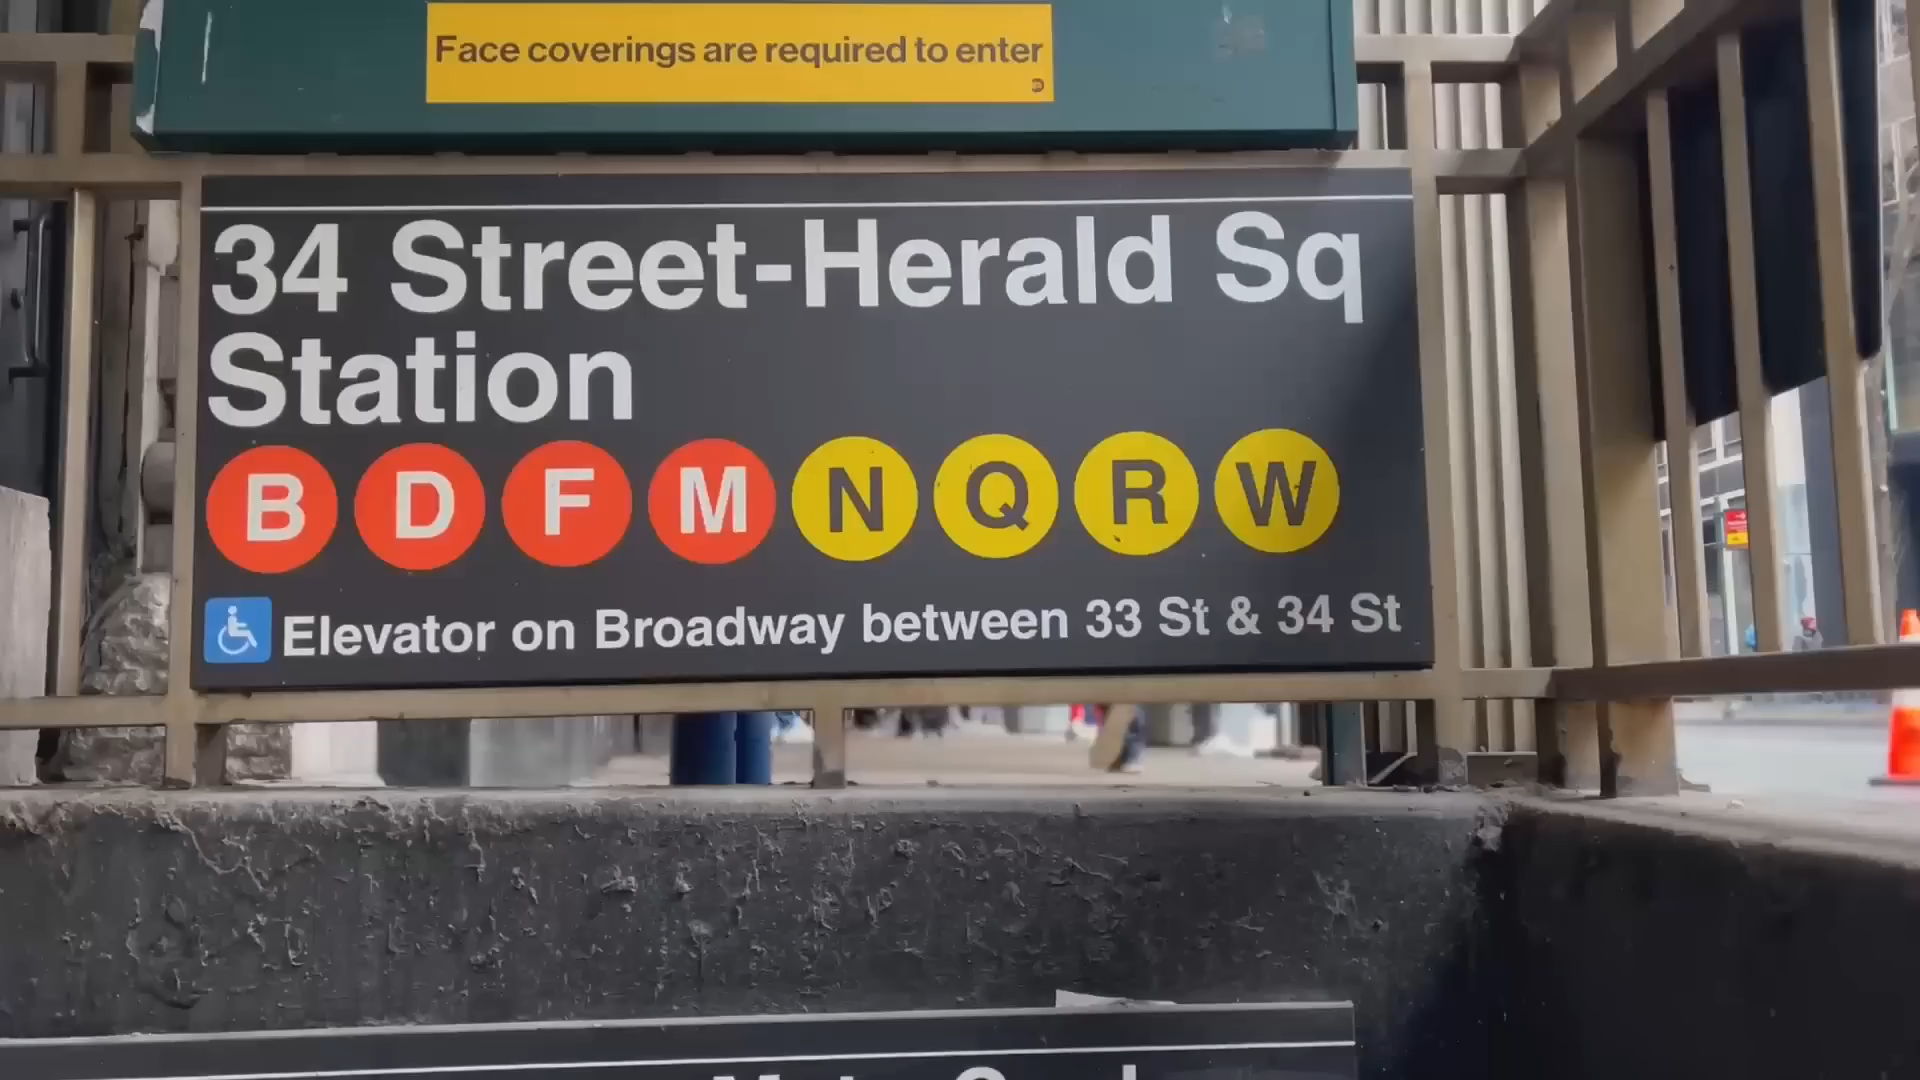 Face coverings are required to enter
34 Street-Herald Sq
Station
B D F M N Q R W
Elevator on Broadway between 33 St & 34 St